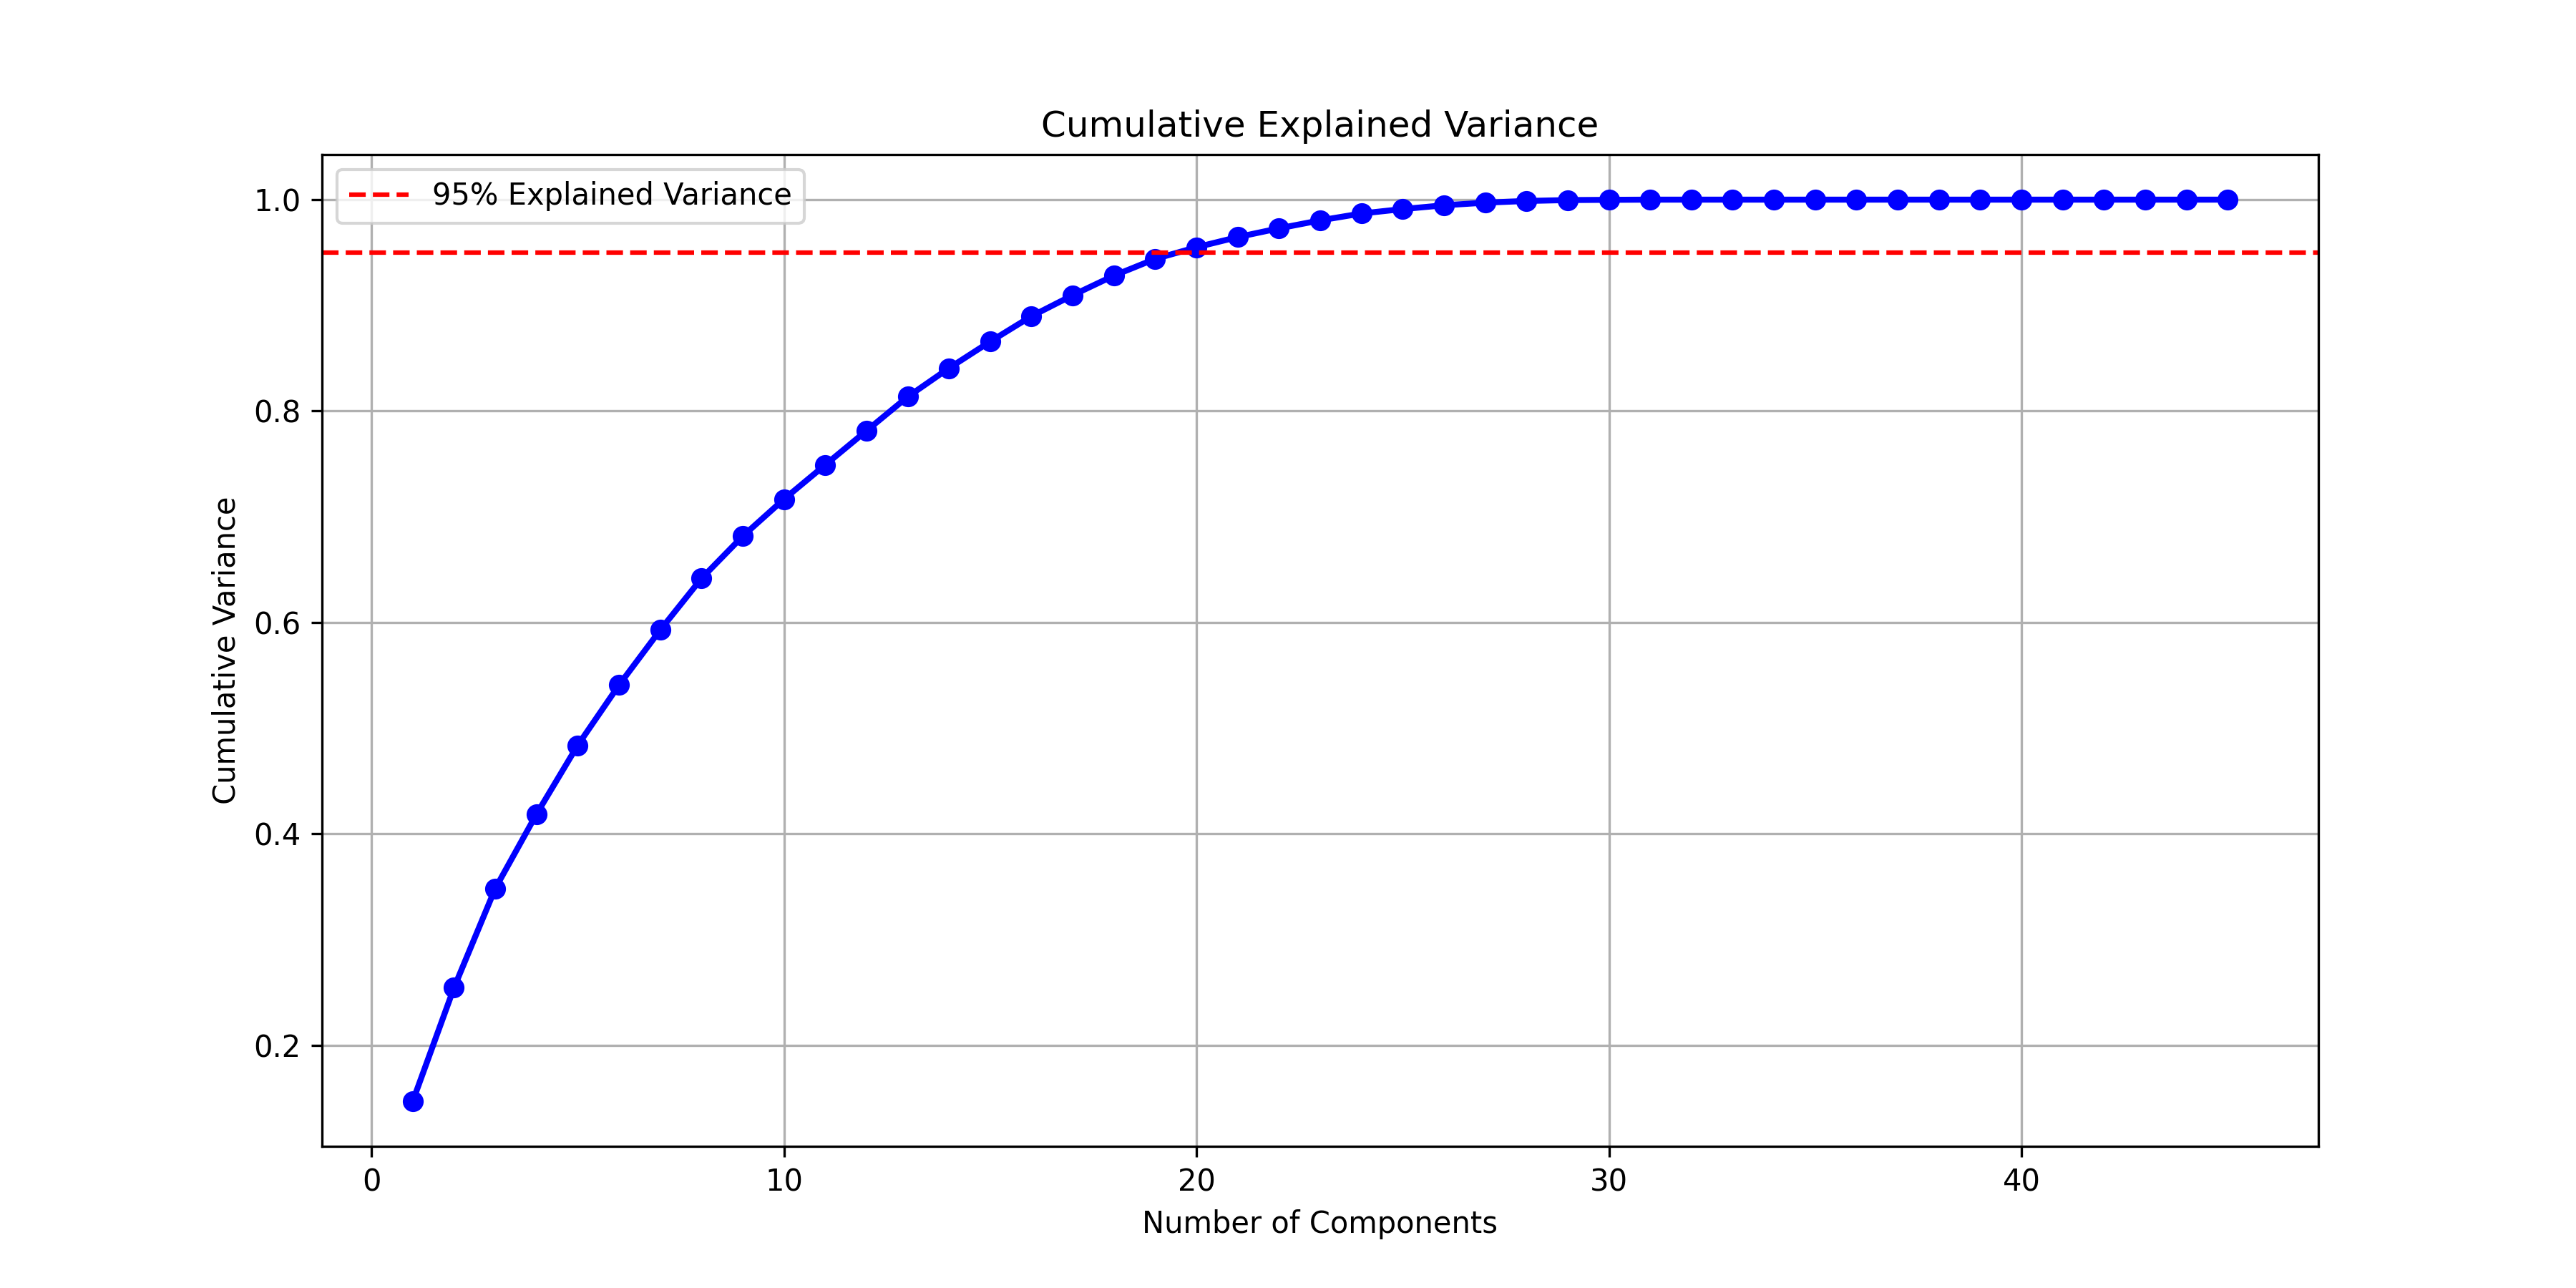 Cumulative Explained Variance
95% Explained Variance
1.0
0.8
0.6
0.4
0.2
Cumulative Variance
0 10 20 30 40
Number of Components